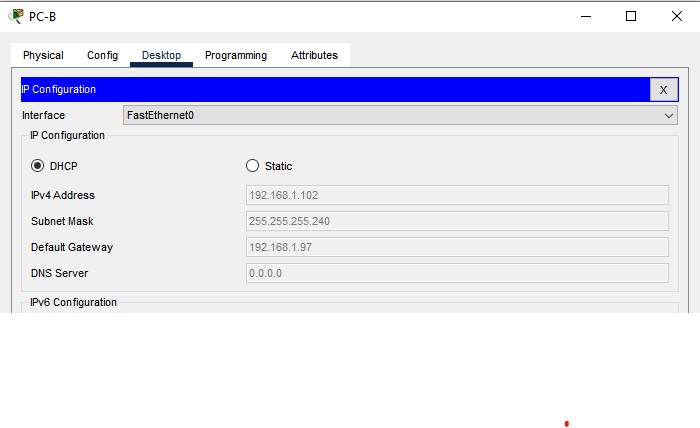 PC-B
Physical Config Desktop Programming Attributes
IP Configuration X
Interface FastEthernet0
IP Configuration
DHCP Static
IPv4 Address 192.168.1.102
Subnet Mask 255.255.255.240
Default Gateway 192.168.1.97
DNS Server 0.0.0.0
IPv6 Configuration